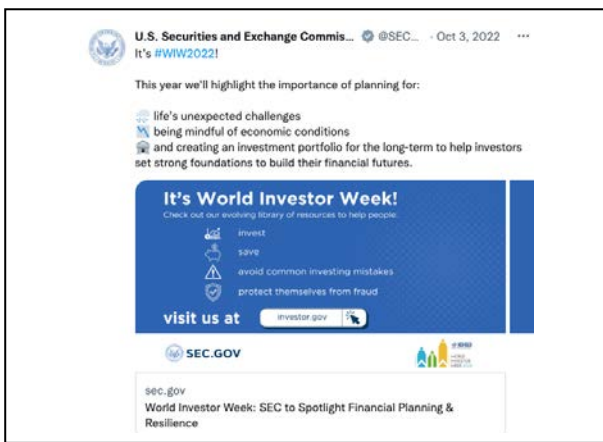 U.S. Securities and Exchange Commis... @SEC... · Oct 3, 2022 ···
It's #WIW2022!
This year we'll highlight the importance of planning for:
life's unexpected challenges
being mindful of economic conditions
and creating an investment portfolio for the long-term to help investors
set strong foundations to build their financial futures.
It's World Investor Week!
Check out our evolving library of resources to help people:
invest
save
avoid common investing mistakes
protect themselves from fraud
visit us at investor.gov
SEC.GOV
WORLD
INVESTOR
WEEK
sec.gov
World Investor Week: SEC to Spotlight Financial Planning &
Resilience